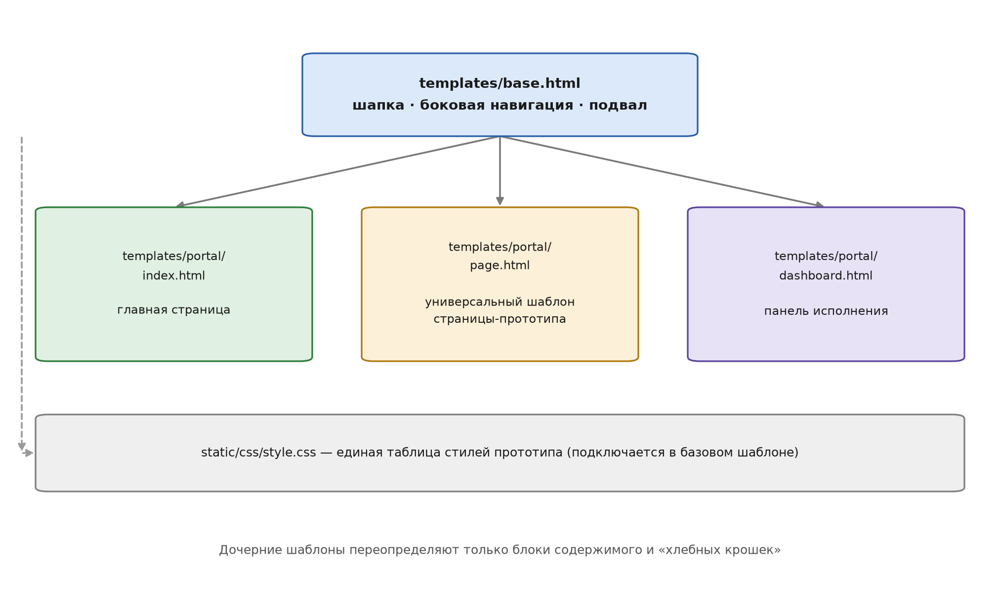 templates/base.html
шапка · боковая навигация · подвал
templates/portal/
index.html
главная страница
templates/portal/
page.html
универсальный шаблон
страницы-прототипа
templates/portal/
dashboard.html
панель исполнения
static/css/style.css — единая таблица стилей прототипа (подключается в базовом шаблоне)
Дочерние шаблоны переопределяют только блоки содержимого и «хлебных крошек»